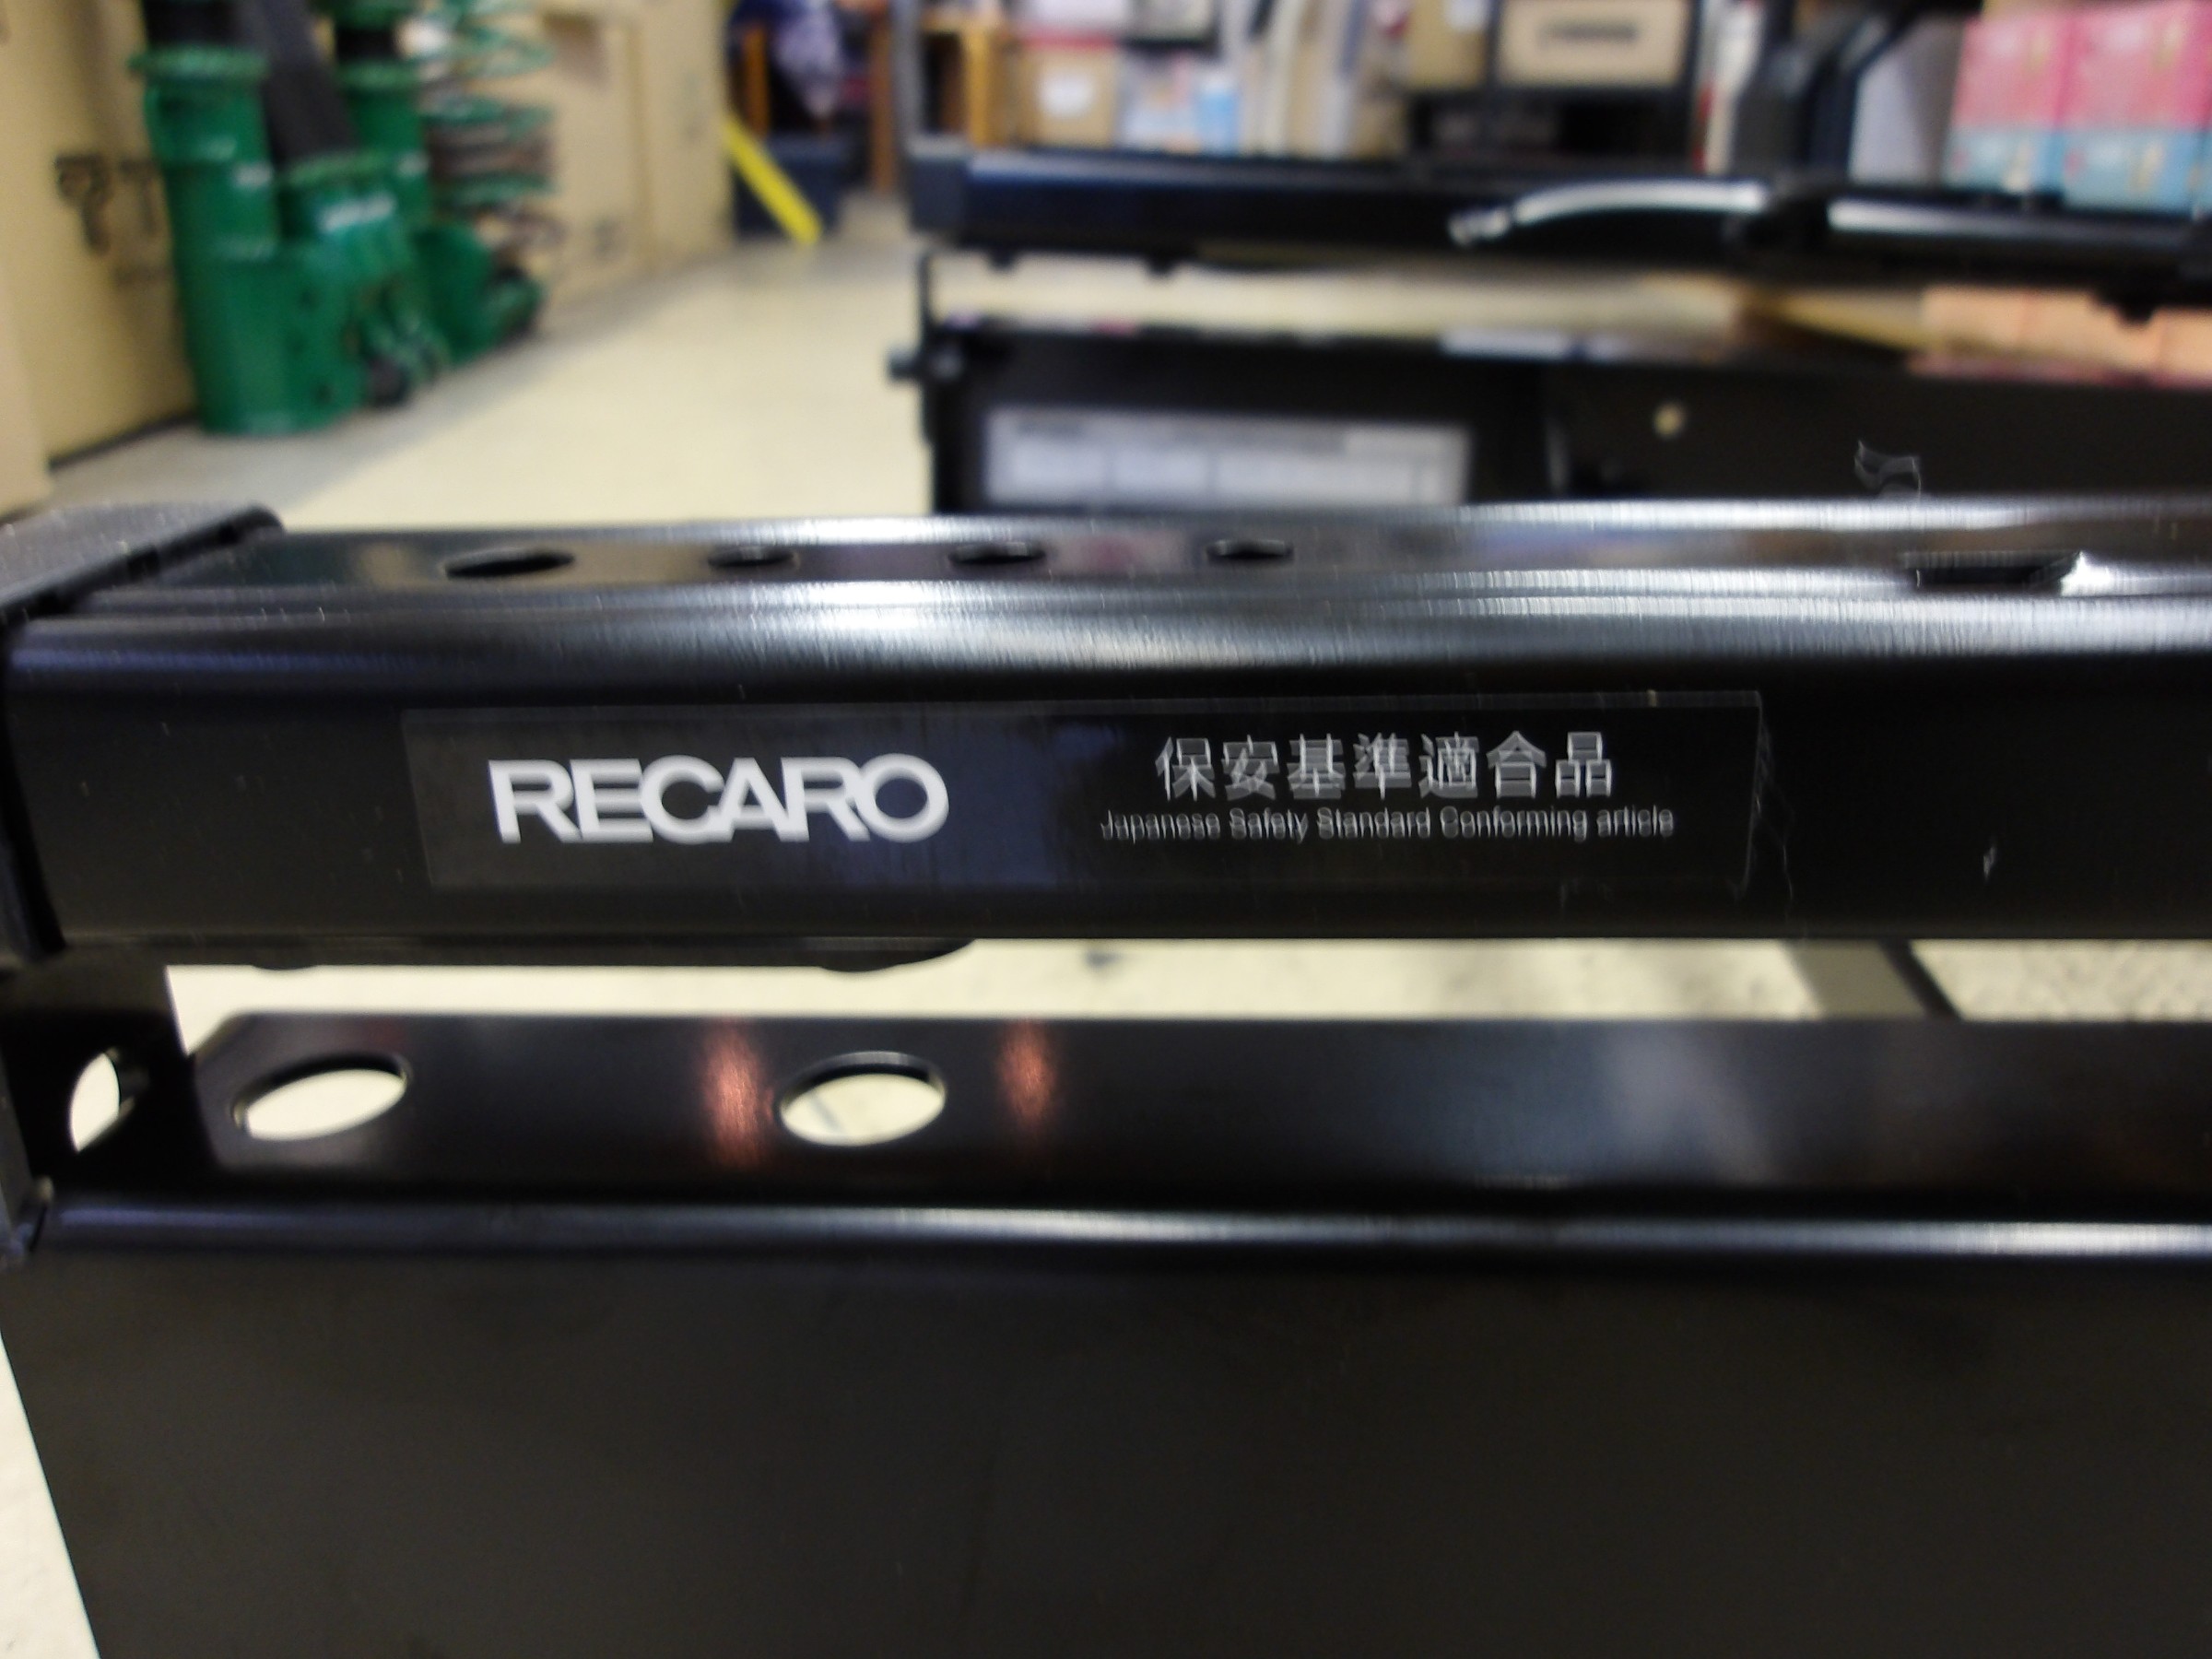 RECARO
保安基準適合品
Japanese Safety Standard Conforming article